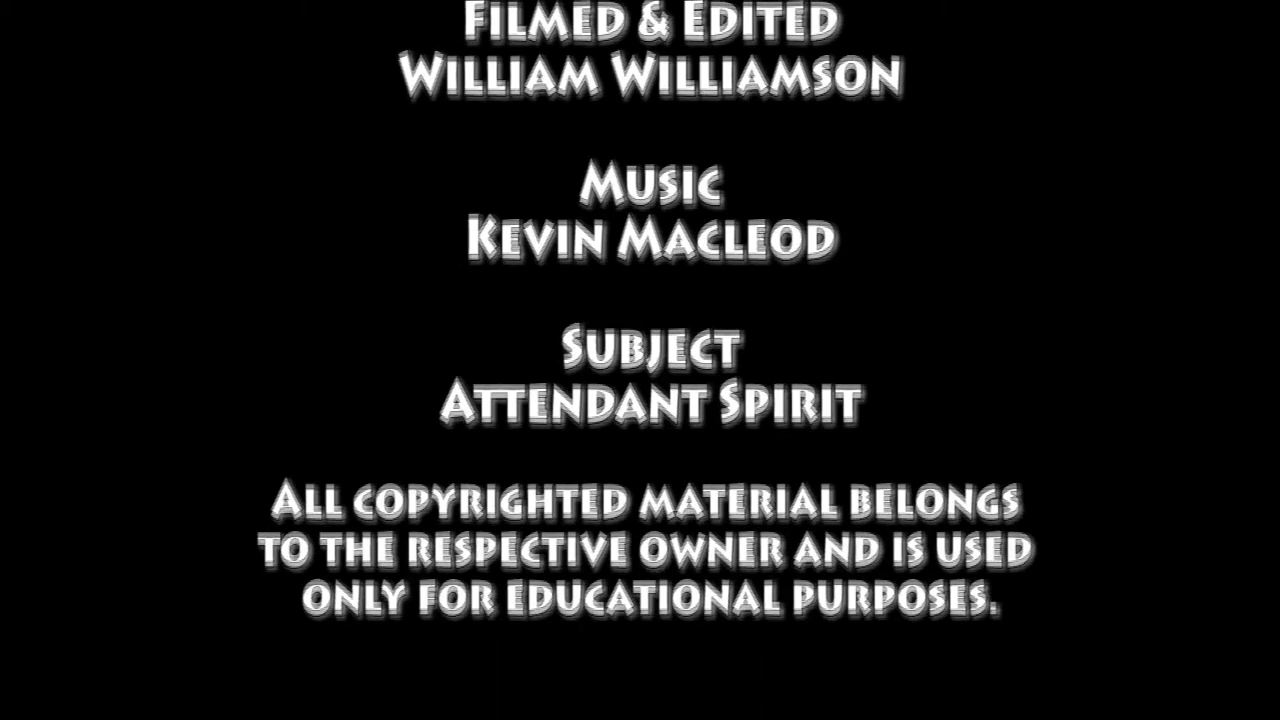 Filmed & Edited
William Williamson
Music
Kevin Macleod
Subject
Attendant Spirit
All copyrighted material belongs
to the respective owner and is used
only for educational purposes.